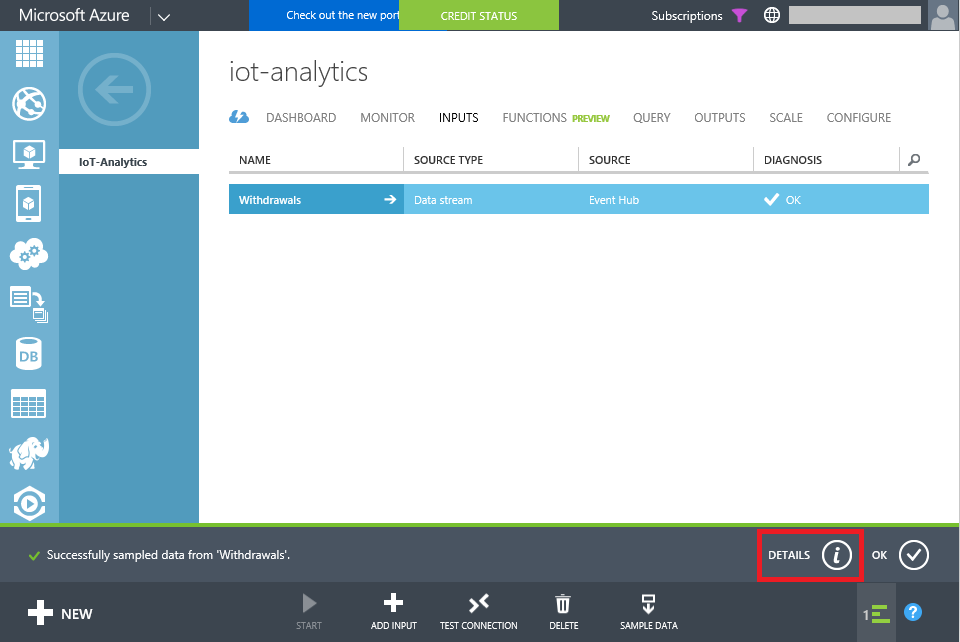 Microsoft Azure
Check out the new port
CREDIT STATUS
Subscriptions
iot-analytics
DASHBOARD MONITOR INPUTS FUNCTIONS PREVIEW QUERY OUTPUTS SCALE CONFIGURE
IoT-Analytics
NAME SOURCE TYPE SOURCE DIAGNOSIS
Withdrawals Data stream Event Hub OK
DB
Successfully sampled data from 'Withdrawals'.
DETAILS i OK
NEW
START ADD INPUT TEST CONNECTION DELETE SAMPLE DATA
1 ?